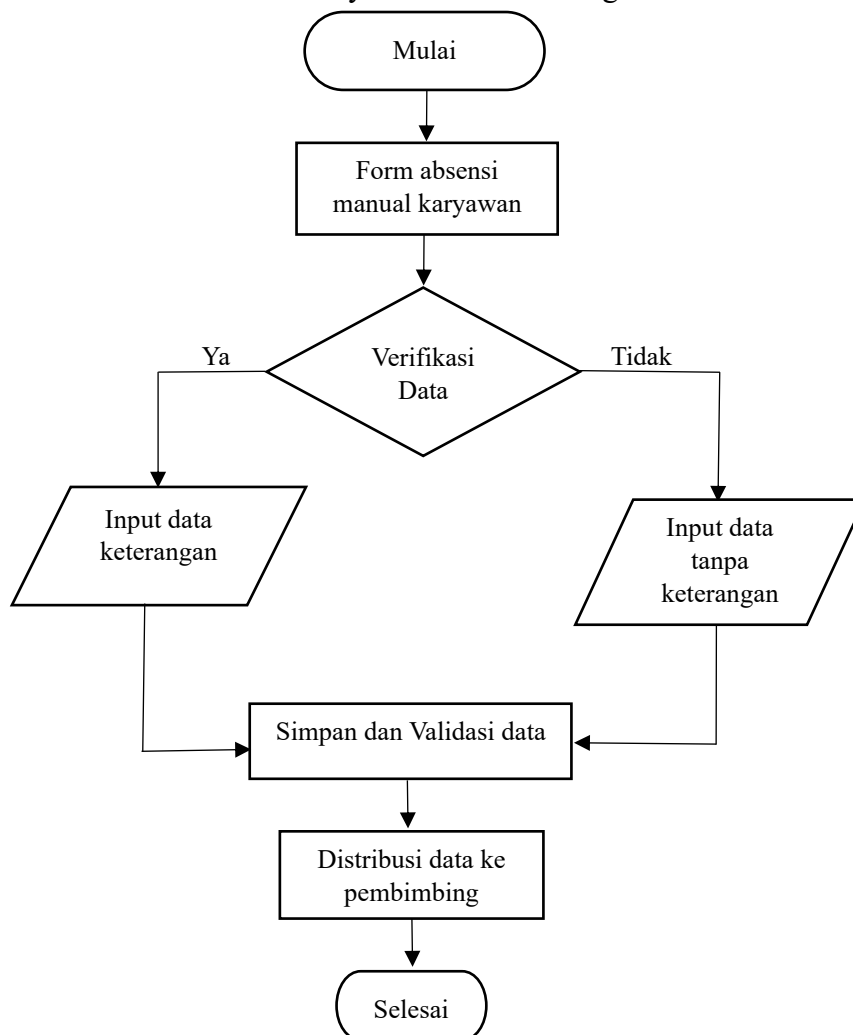 Mulai
Form absensi
manual karyawan
Ya
Verifikasi
Data
Tidak
Input data
keterangan
Input data
tanpa
keterangan
Simpan dan Validasi data
Distribusi data ke
pembimbing
Selesai